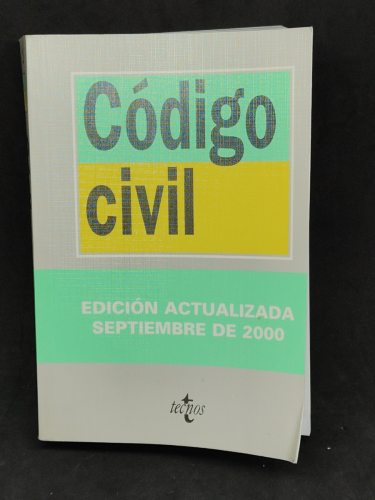 Código
civil
EDICIÓN ACTUALIZADA
SEPTIEMBRE DE 2000
tecnos